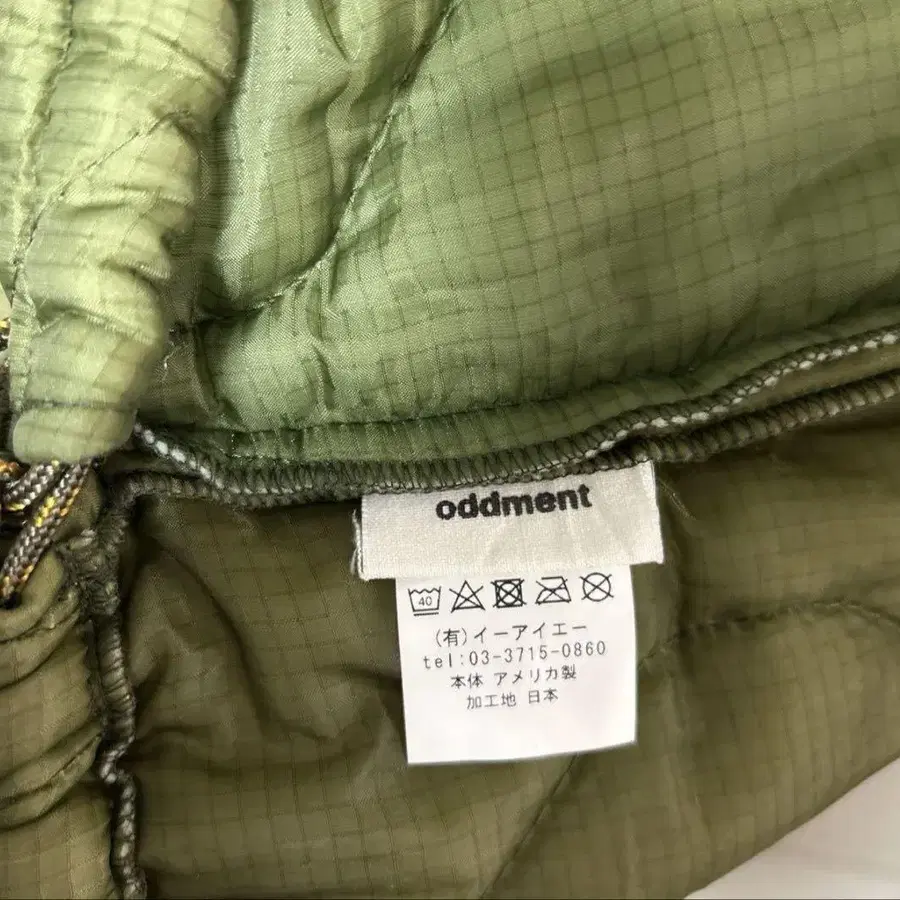 oddment
40
(有)イーアイエー
tel:03-3715-0860
本体 アメリカ製
加工地 日本